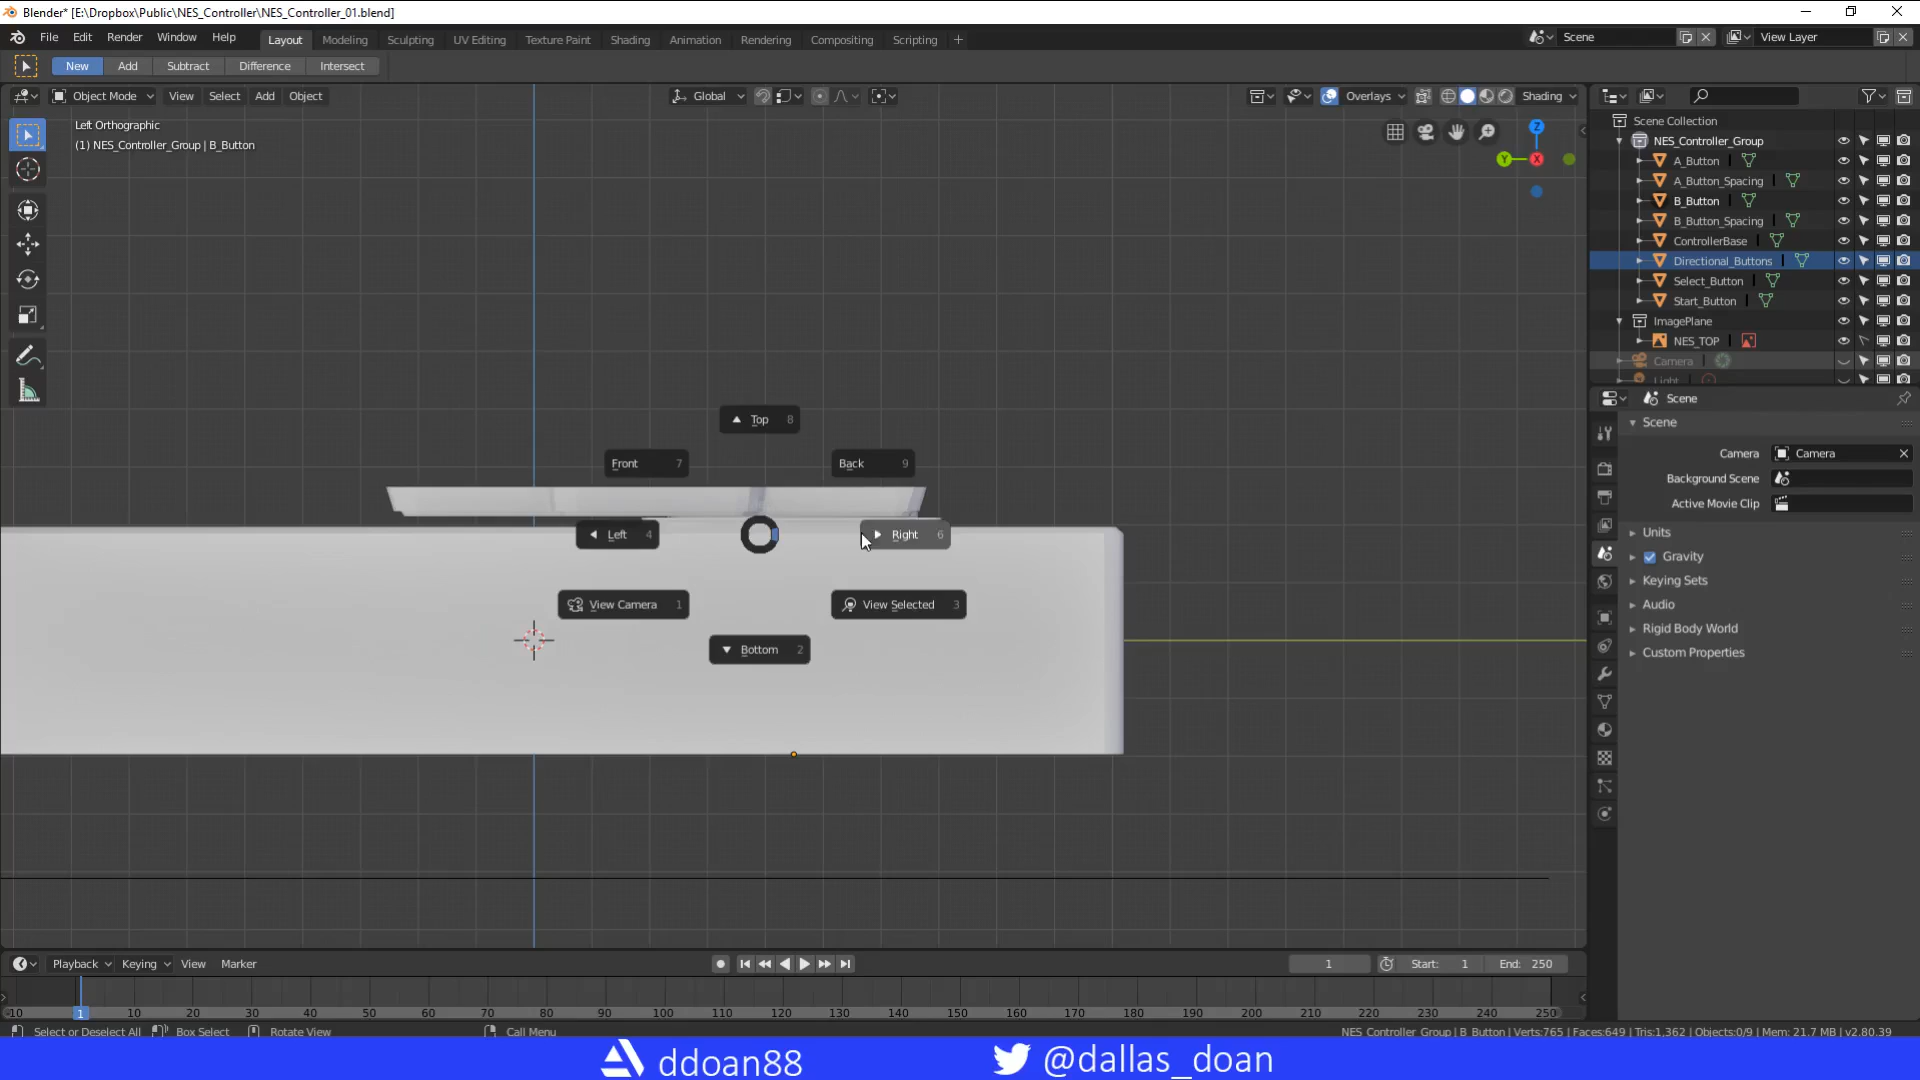 Blender* [E:\Dropbox\Public\NES_Controller\NES_Controller_01.blend]
File Edit Render Window Help Layout Modeling Sculpting UV Editing Texture Paint Shading Animation Rendering Compositing Scripting + Scene View Layer
New Add Subtract Difference Intersect
Object Mode View Select Add Object Global Overlays Shading
Left Orthographic
(1) NES_Controller_Group | B_Button
Z
Y
X
Scene Collection
NES_Controller_Group
A_Button
A_Button_Spacing
B_Button
B_Button_Spacing
ControllerBase
Directional_Buttons
Select_Button
Start_Button
ImagePlane
NES_TOP
Camera
Light
Top 8
Front 7
Back 9
Left 4
Right 6
View Camera 1
View Selected 3
Bottom 2
Scene
Scene
Camera Camera
Background Scene
Active Movie Clip
Units
Gravity
Keying Sets
Audio
Rigid Body World
Custom Properties
Playback Keying View Marker 1 Start: 1 End: 250
-10 1 10 20 30 40 50 60 70 80 90 100 110 120 130 140 150 160 170 180 190 200 210 220 230 240 250
Select or Deselect All Box Select Rotate View Call Menu NES_Controller_Group | B_Button | Verts:765 | Faces:649 | Tris:1,362 | Objects:0/9 | Mem: 21.7 MB | v2.80.39
ddoan88 @dallas_doan